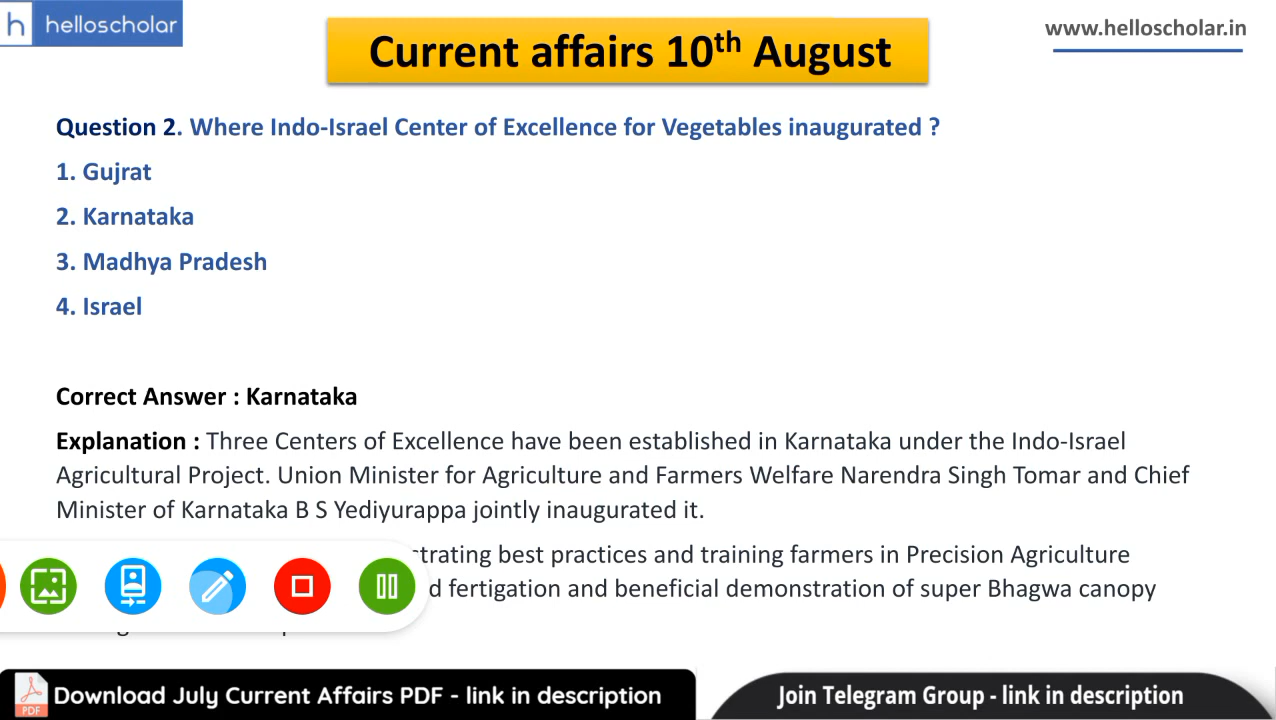 h helloscholar
www.helloscholar.in
Current affairs 10th August
Question 2. Where Indo-Israel Center of Excellence for Vegetables inaugurated ?
1. Gujrat
2. Karnataka
3. Madhya Pradesh
4. Israel
Correct Answer : Karnataka
Explanation : Three Centers of Excellence have been established in Karnataka under the Indo-Israel
Agricultural Project. Union Minister for Agriculture and Farmers Welfare Narendra Singh Tomar and Chief
Minister of Karnataka B S Yediyurappa jointly inaugurated it.
best practices and training farmers in Precision Agriculture
fertigation and beneficial demonstration of super Bhagwa canopy
PDF
Download July Current Affairs PDF - link in description
Join Telegram Group - link in description